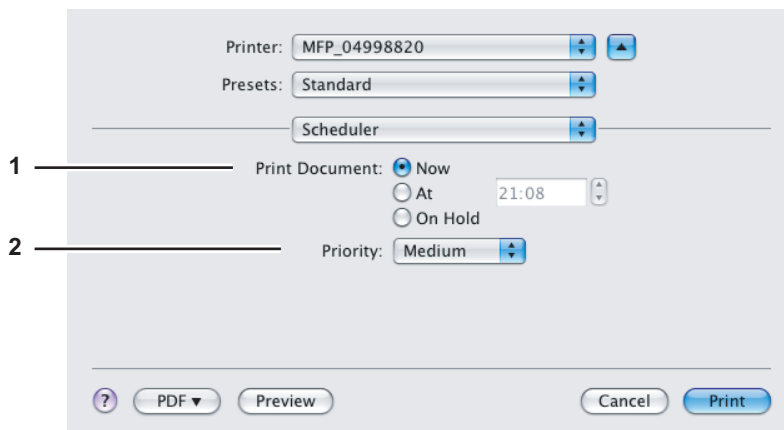 Printer: MFP_04998820
Presets: Standard
Scheduler
1 Print Document: Now
At 21:08
On Hold
2 Priority: Medium
? PDF ▼ Preview Cancel Print